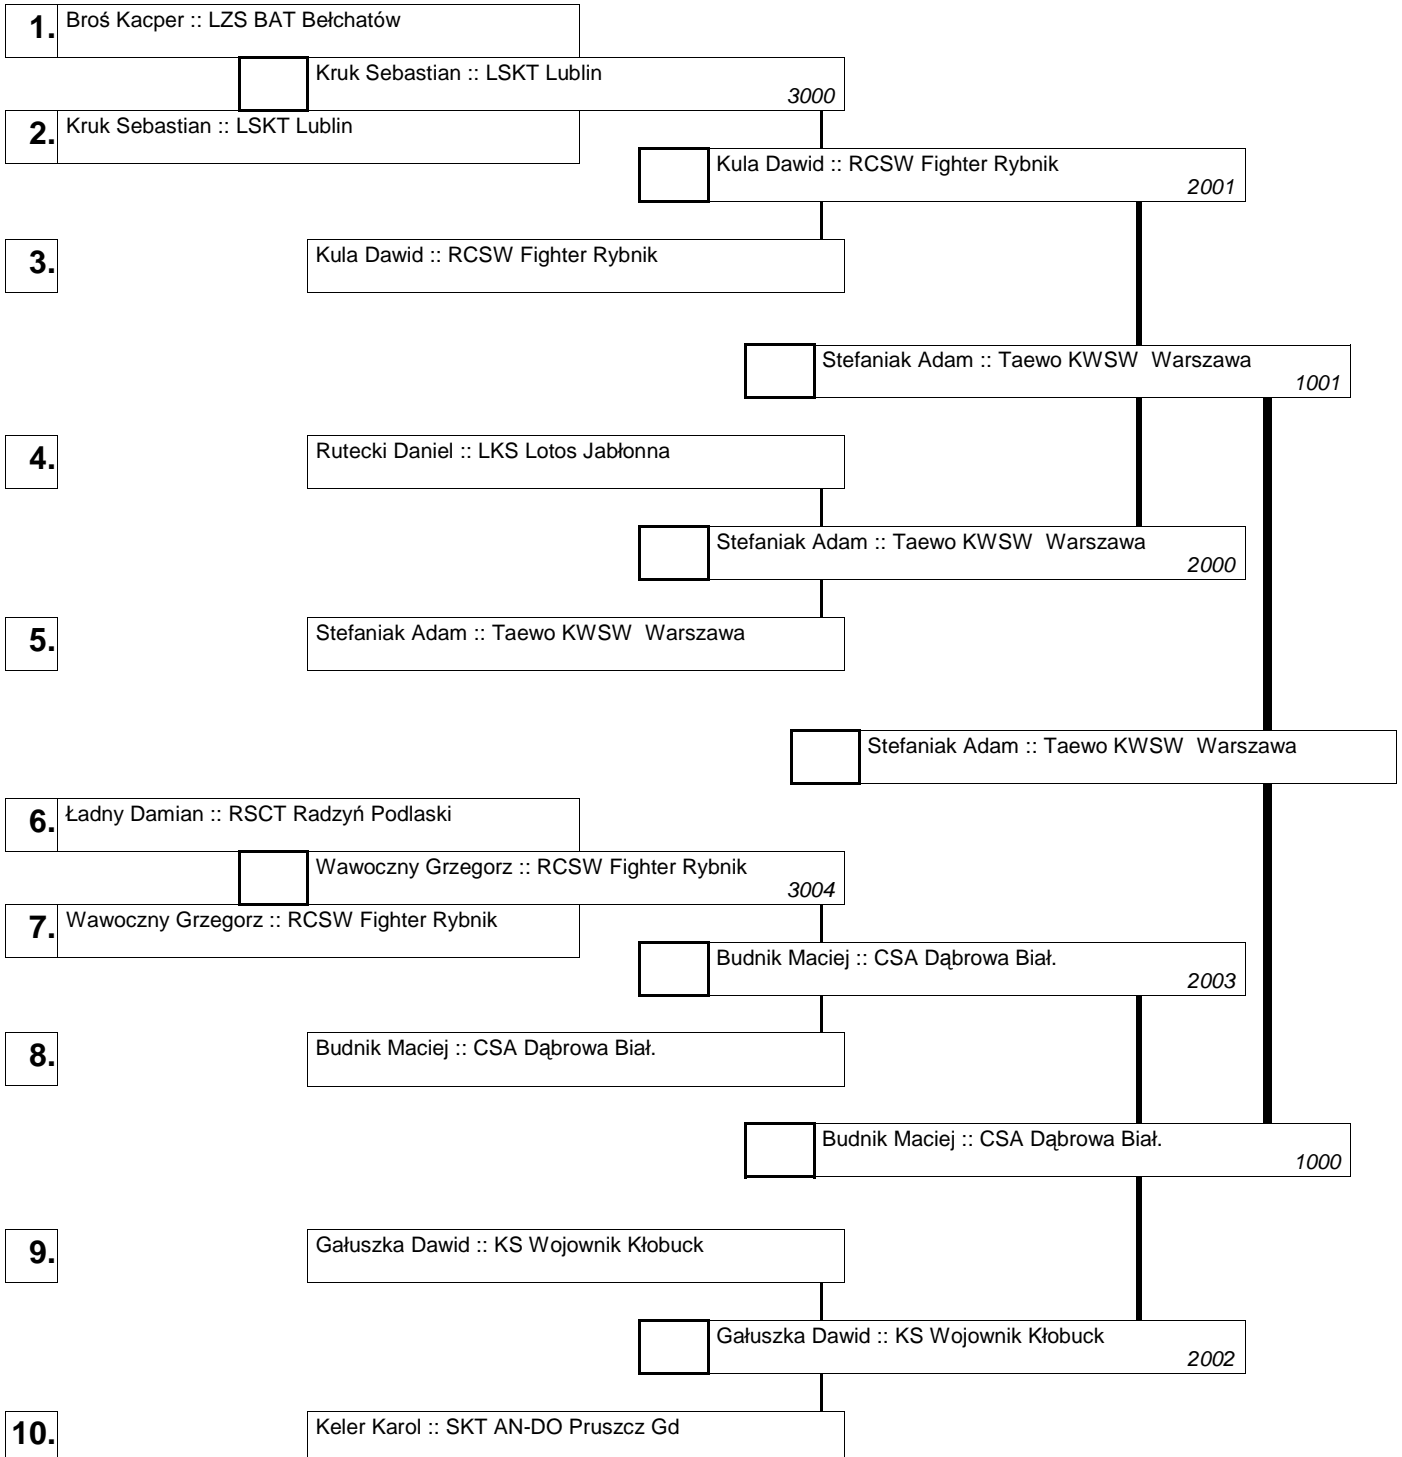 1. Broś Kacper :: LZS BAT Bełchatów
Kruk Sebastian :: LSKT Lublin
3000
2. Kruk Sebastian :: LSKT Lublin
Kula Dawid :: RCSW Fighter Rybnik
2001
3. Kula Dawid :: RCSW Fighter Rybnik
Stefaniak Adam :: Taewo KWSW  Warszawa
1001
4. Rutecki Daniel :: LKS Lotos Jabłonna
Stefaniak Adam :: Taewo KWSW  Warszawa
2000
5. Stefaniak Adam :: Taewo KWSW  Warszawa
Stefaniak Adam :: Taewo KWSW  Warszawa
6. Ładny Damian :: RSCT Radzyń Podlaski
Wawoczny Grzegorz :: RCSW Fighter Rybnik
3004
7. Wawoczny Grzegorz :: RCSW Fighter Rybnik
Budnik Maciej :: CSA Dąbrowa Biał.
2003
8. Budnik Maciej :: CSA Dąbrowa Biał.
Budnik Maciej :: CSA Dąbrowa Biał.
1000
9. Gałuszka Dawid :: KS Wojownik Kłobuck
Gałuszka Dawid :: KS Wojownik Kłobuck
2002
10. Keler Karol :: SKT AN-DO Pruszcz Gd